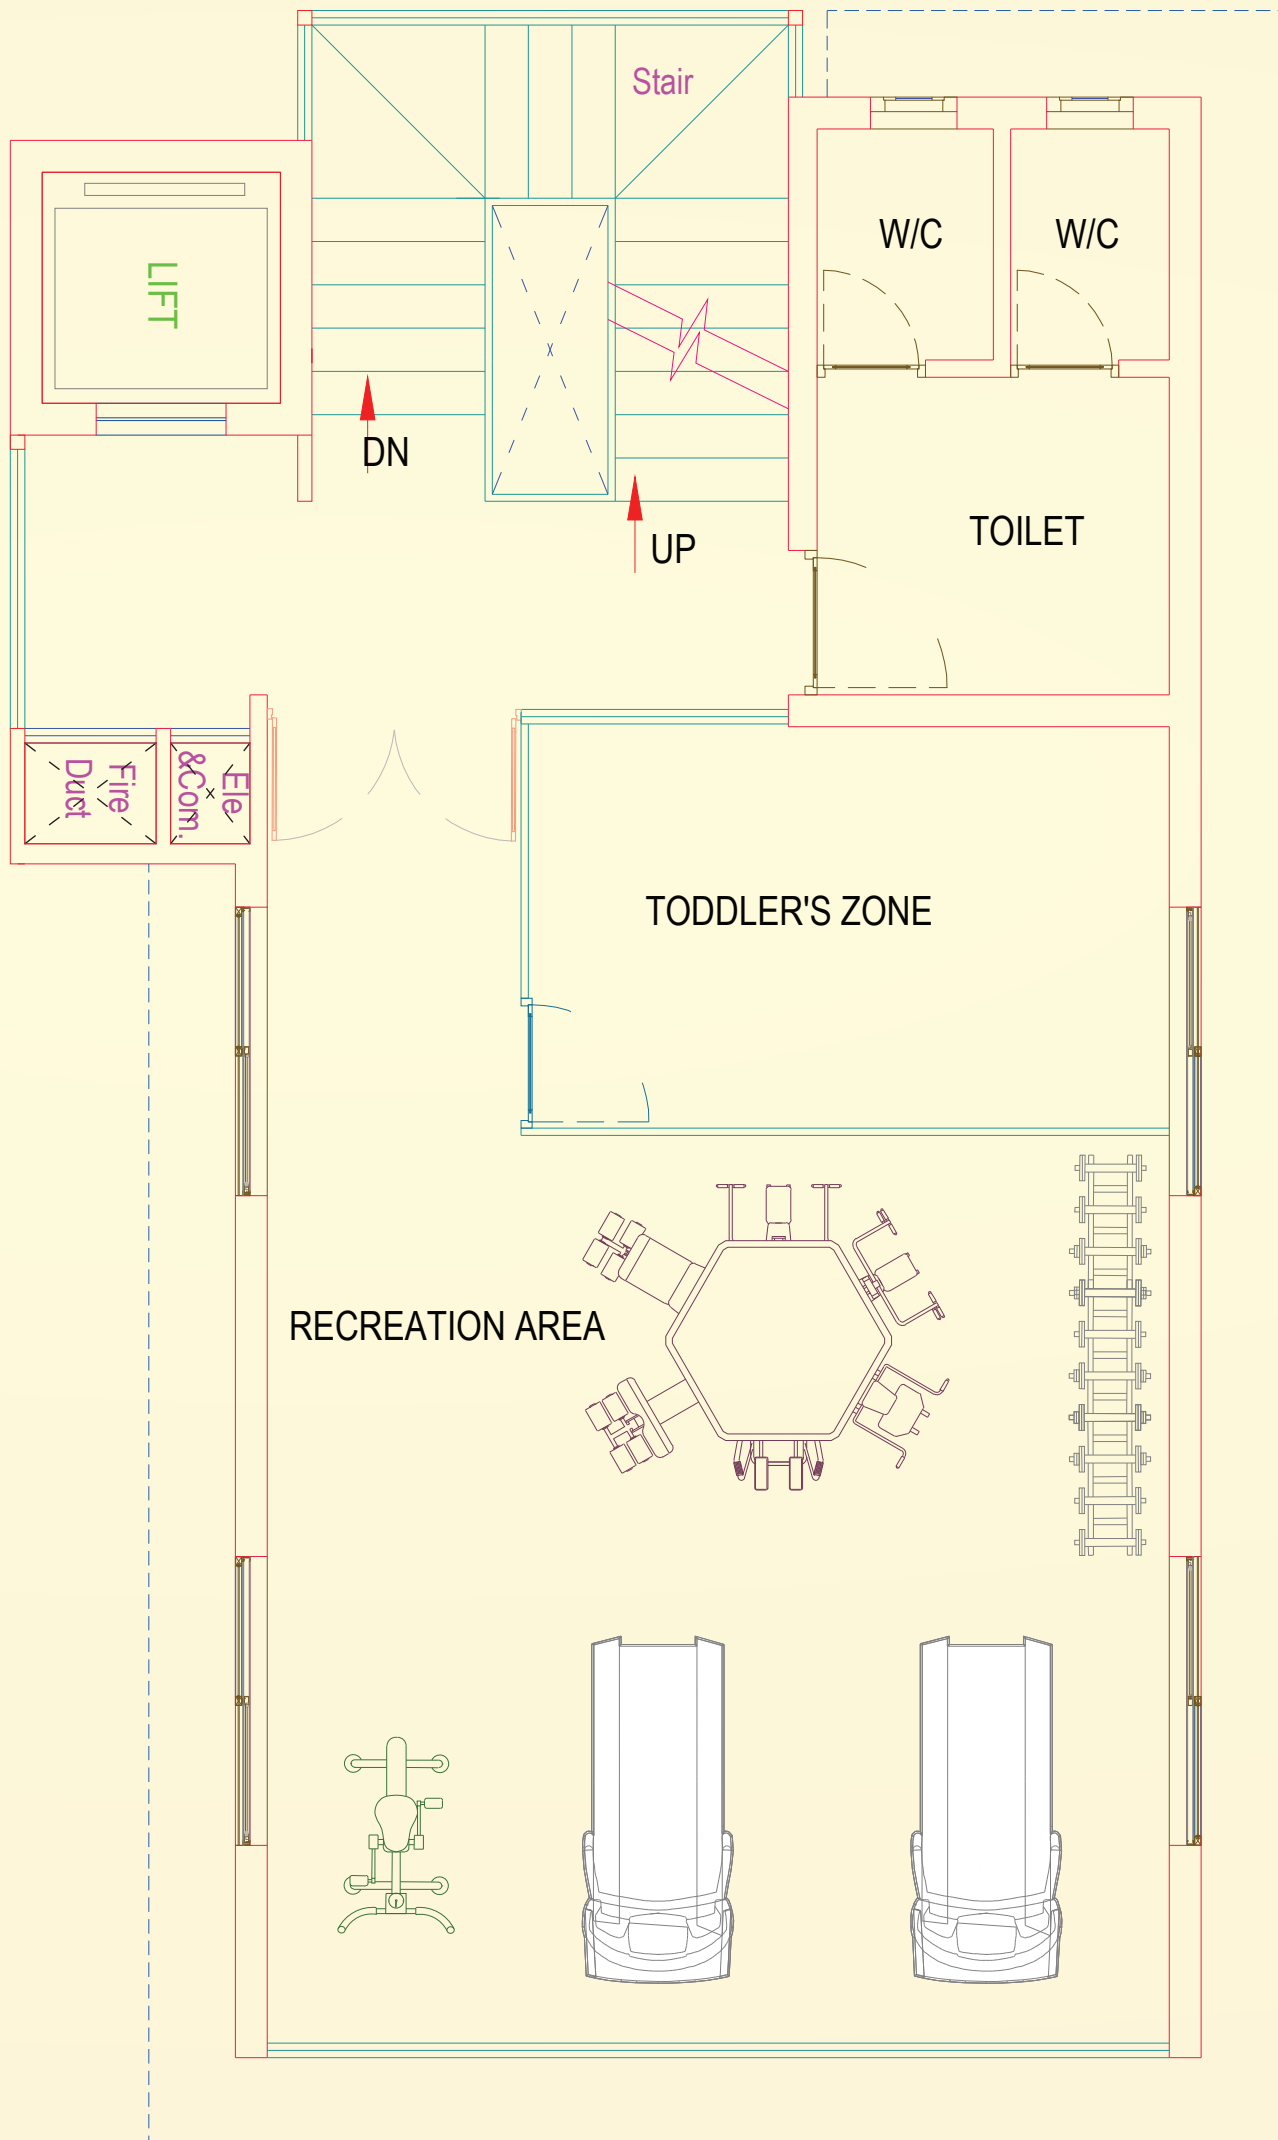 Stair
W/C
W/C
LIFT
DN
UP
TOILET
Fire
Duct
Ele
&Com.
TODDLER'S ZONE
RECREATION AREA